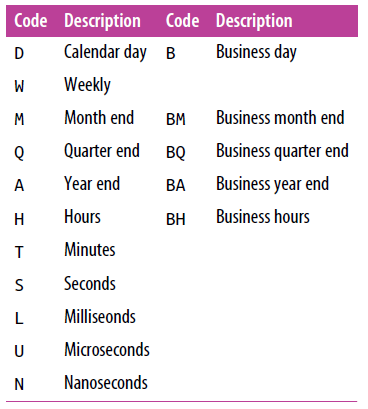 Code Description Code Description
D Calendar day B Business day
W Weekly
M Month end BM Business month end
Q Quarter end BQ Business quarter end
A Year end BA Business year end
H Hours BH Business hours
T Minutes
S Seconds
L Milliseonds
U Microseconds
N Nanoseconds